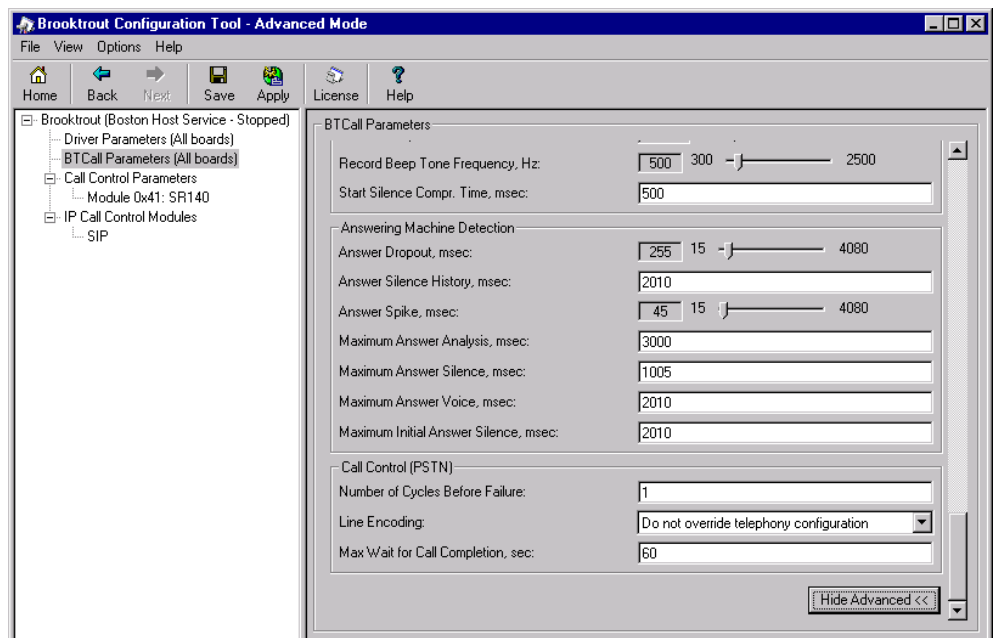 Brooktrout Configuration Tool - Advanced Mode
File View Options Help
Home Back Next Save Apply License Help
Brooktrout (Boston Host Service - Stopped)
Driver Parameters (All boards)
BTCall Parameters (All boards)
Call Control Parameters
Module 0x41: SR140
IP Call Control Modules
SIP
BTCall Parameters
Record Beep Tone Frequency, Hz: 500 300 2500
Start Silence Compr. Time, msec: 500
Answering Machine Detection
Answer Dropout, msec: 255 15 4080
Answer Silence History, msec: 2010
Answer Spike, msec: 45 15 4080
Maximum Answer Analysis, msec: 3000
Maximum Answer Silence, msec: 1005
Maximum Answer Voice, msec: 2010
Maximum Initial Answer Silence, msec: 2010
Call Control (PSTN)
Number of Cycles Before Failure: 1
Line Encoding: Do not override telephony configuration
Max Wait for Call Completion, sec: 60
Hide Advanced <<